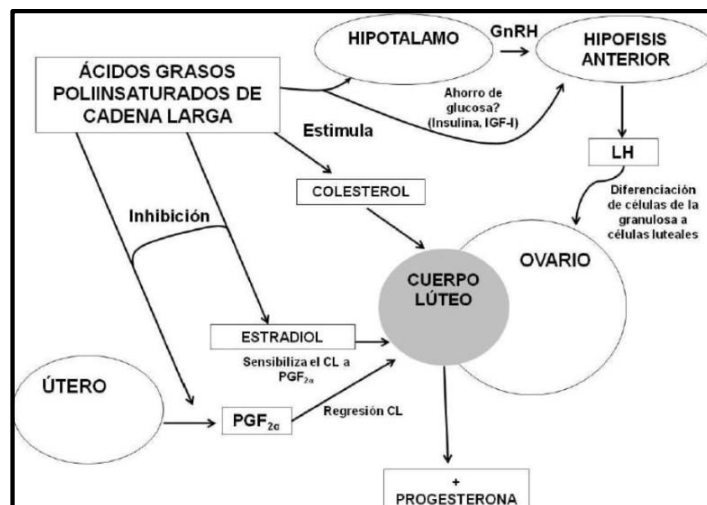 HIPOTALAMO
GnRH
HIPOFISIS
ANTERIOR
ÁCIDOS GRASOS
POLIINSATURADOS DE
CADENA LARGA
Ahorro de
glucosa?
(Insulina, IGF-I)
Estimula
LH
COLESTEROL
Diferenciación
de células de la
granulosa a
células luteales
Inhibición
OVARIO
CUERPO
LÚTEO
ESTRADIOL
Sensibiliza el CL a
PGF2α
ÚTERO
PGF2α
Regresión CL
+
PROGESTERONA